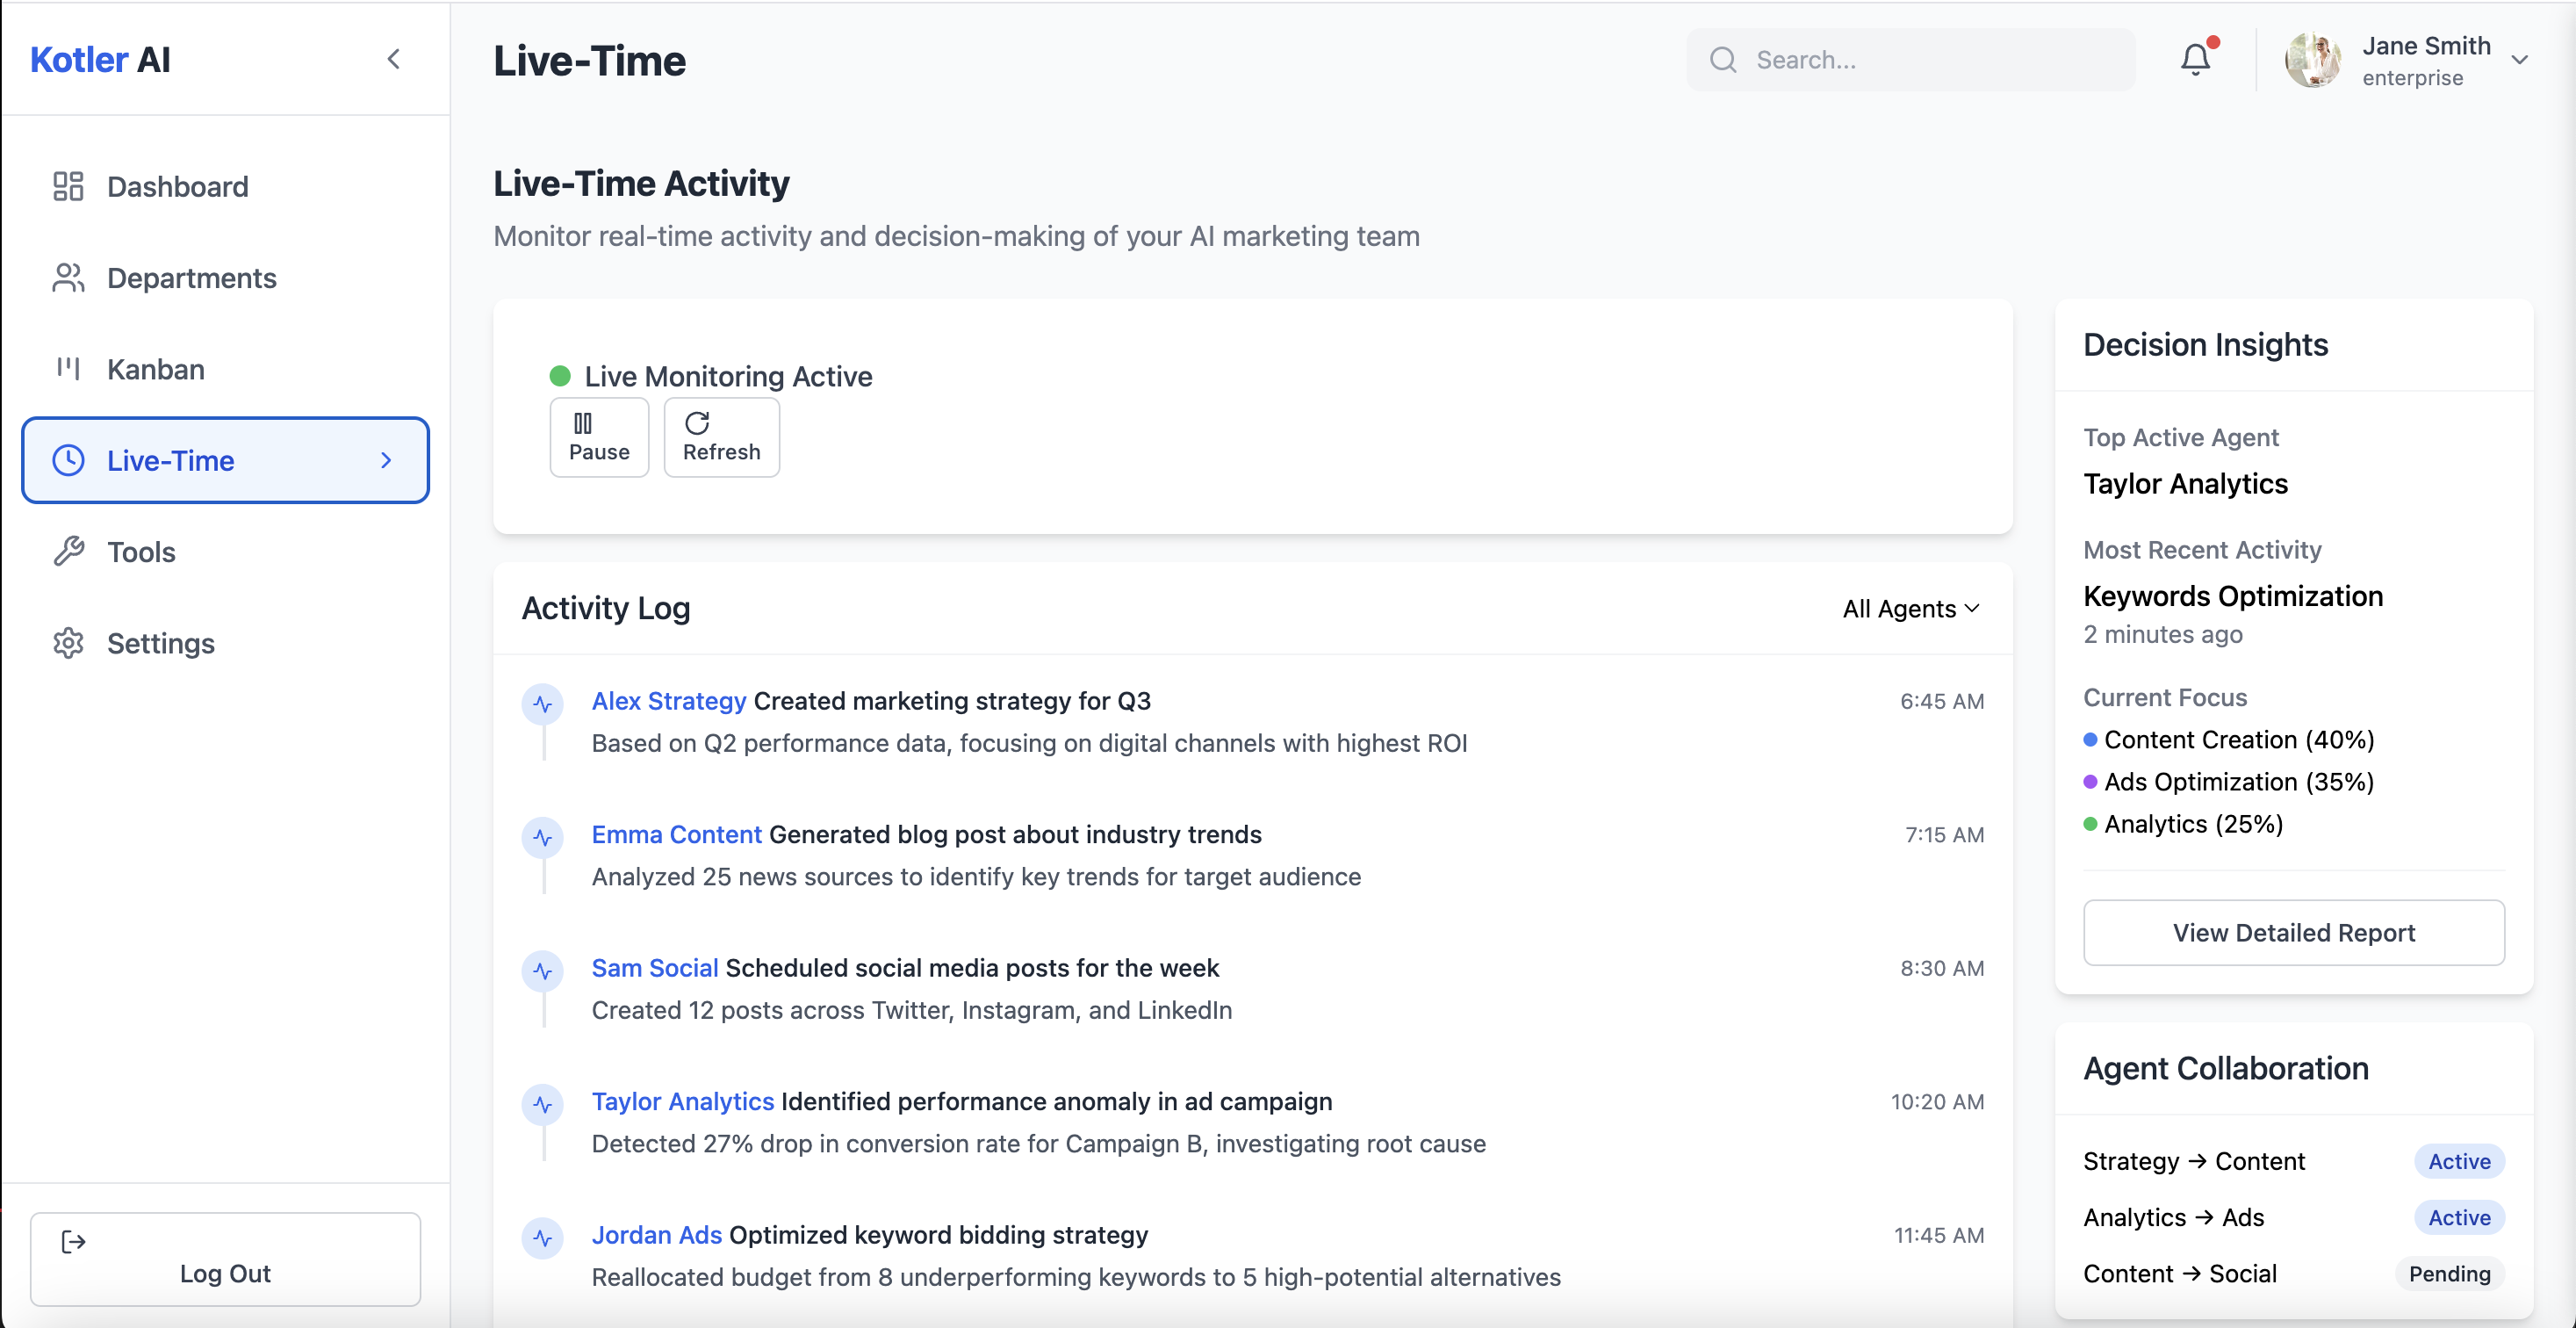 Kotler AI
Dashboard
Departments
Kanban
Live-Time
Tools
Settings
Log Out
Live-Time
Search...
Jane Smith
enterprise
Live-Time Activity
Monitor real-time activity and decision-making of your AI marketing team
Live Monitoring Active
Pause
Refresh
Activity Log
All Agents
Alex Strategy Created marketing strategy for Q3
6:45 AM
Based on Q2 performance data, focusing on digital channels with highest ROI
Emma Content Generated blog post about industry trends
7:15 AM
Analyzed 25 news sources to identify key trends for target audience
Sam Social Scheduled social media posts for the week
8:30 AM
Created 12 posts across Twitter, Instagram, and LinkedIn
Taylor Analytics Identified performance anomaly in ad campaign
10:20 AM
Detected 27% drop in conversion rate for Campaign B, investigating root cause
Jordan Ads Optimized keyword bidding strategy
11:45 AM
Reallocated budget from 8 underperforming keywords to 5 high-potential alternatives
Decision Insights
Top Active Agent
Taylor Analytics
Most Recent Activity
Keywords Optimization
2 minutes ago
Current Focus
Content Creation (40%)
Ads Optimization (35%)
Analytics (25%)
View Detailed Report
Agent Collaboration
Strategy → Content
Active
Analytics → Ads
Active
Content → Social
Pending